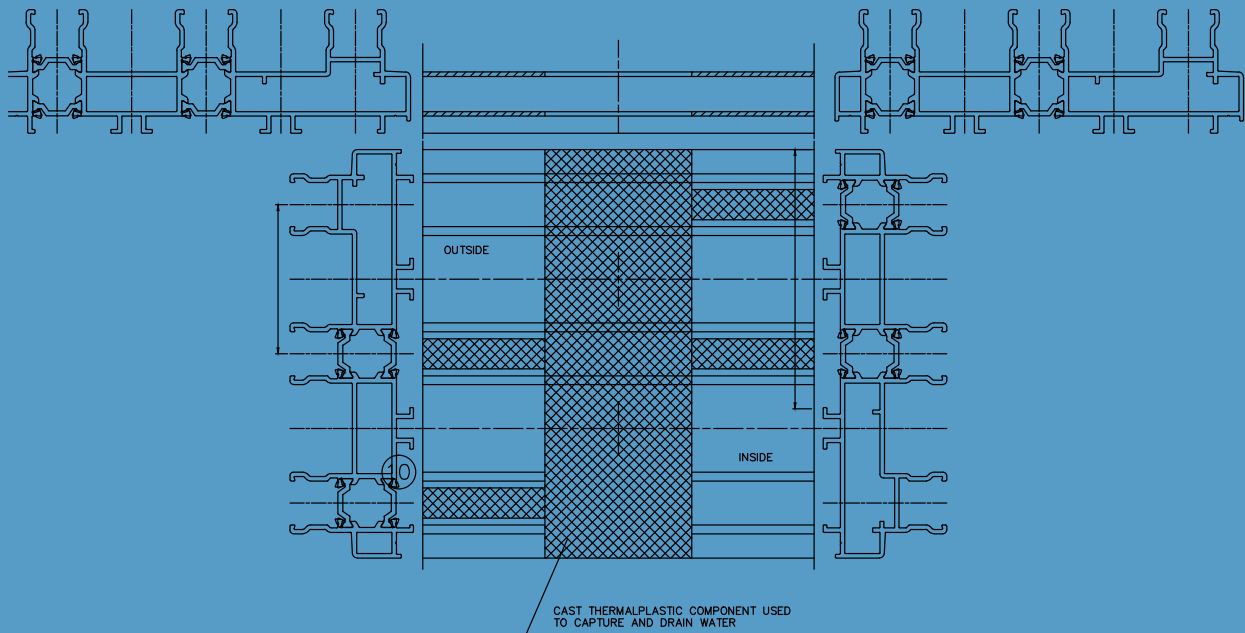 OUTSIDE
INSIDE
10
CAST THERMALPLASTIC COMPONENT USED
TO CAPTURE AND DRAIN WATER